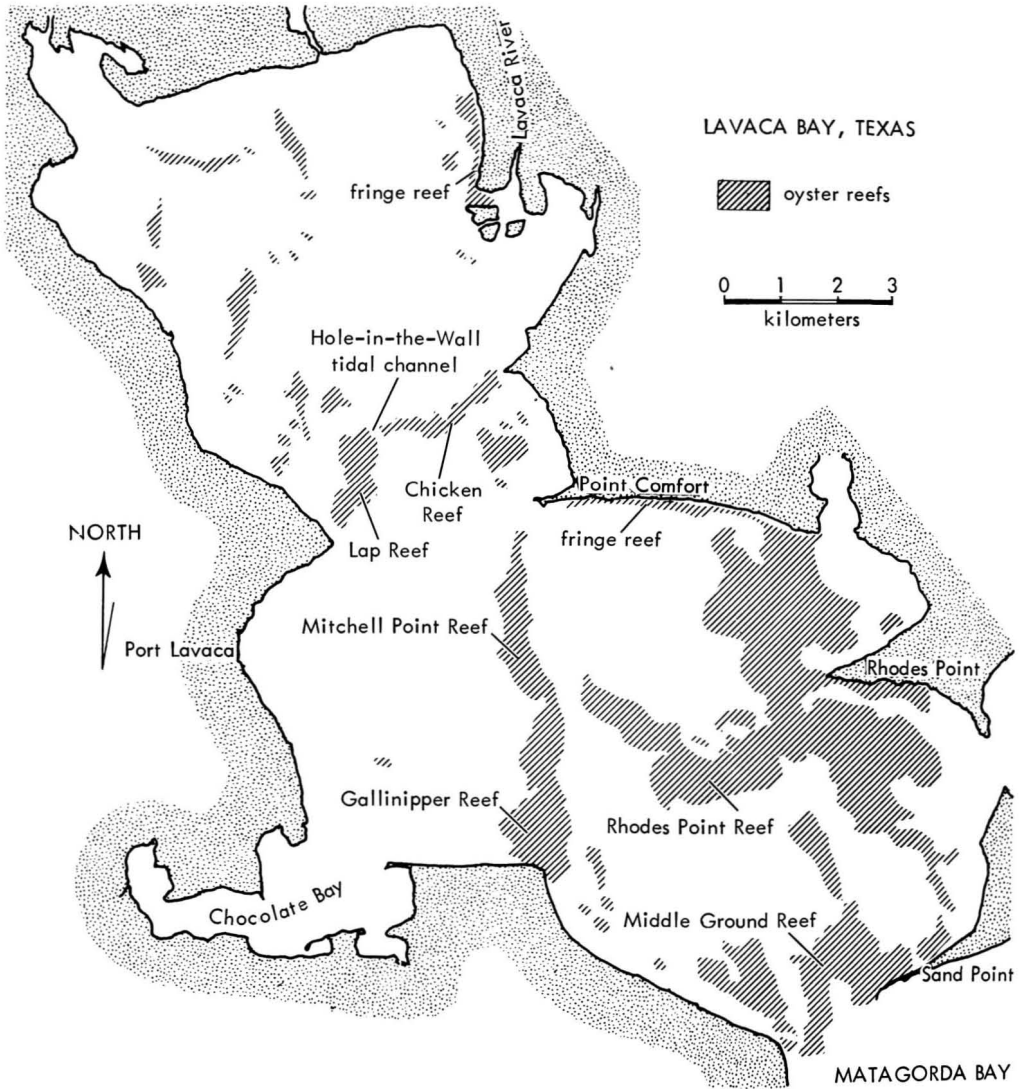 Lavaca River
LAVACA BAY, TEXAS
oyster reefs
fringe reef
0 1 2 3
kilometers
Hole-in-the-Wall
tidal channel
Chicken
Reef
Point Comfort
fringe reef
Lap Reef
NORTH
Mitchell Point Reef
Port Lavaca
Rhodes Point
Gallinipper Reef
Rhodes Point Reef
Chocolate Bay
Middle Ground Reef
Sand Point
MATAGORDA BAY